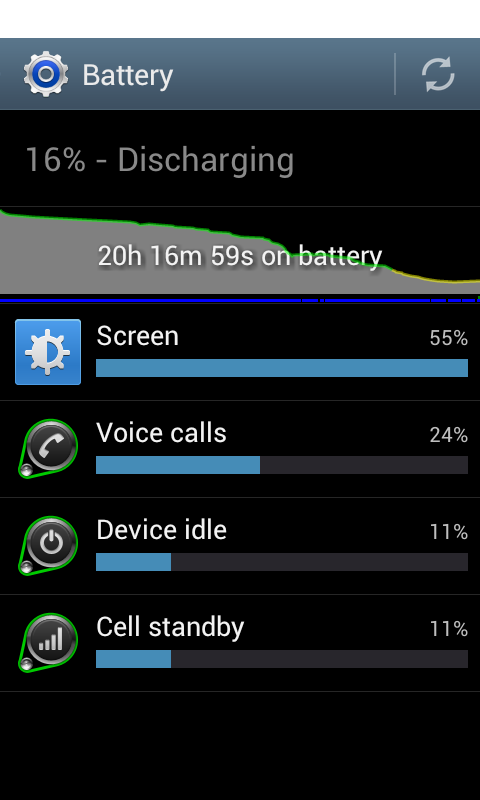 Battery
16% - Discharging
20h 16m 59s on battery
Screen 55%
Voice calls 24%
Device idle 11%
Cell standby 11%